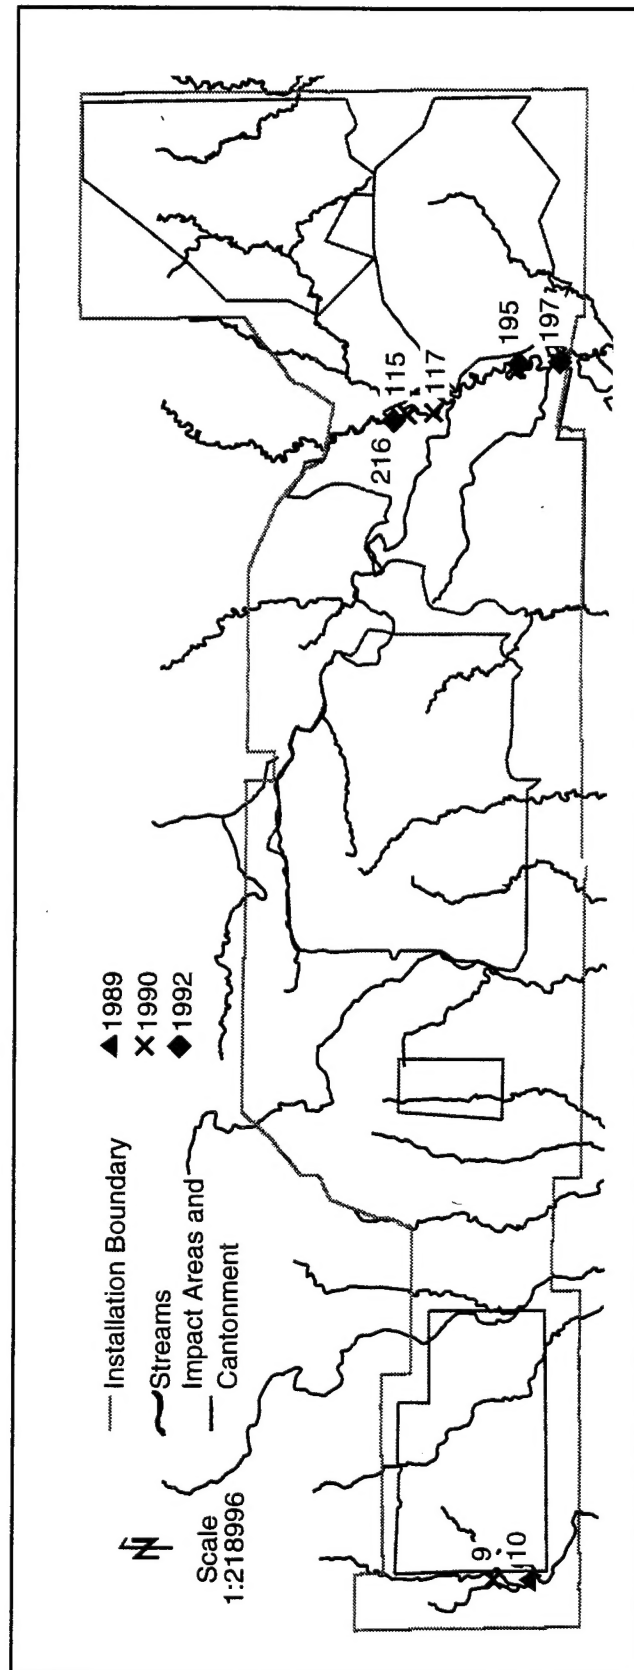 N
Scale
1:218996
Installation Boundary
Streams
Impact Areas and
Cantonment
1989
1990
1992
9
10
216
115
117
195
197